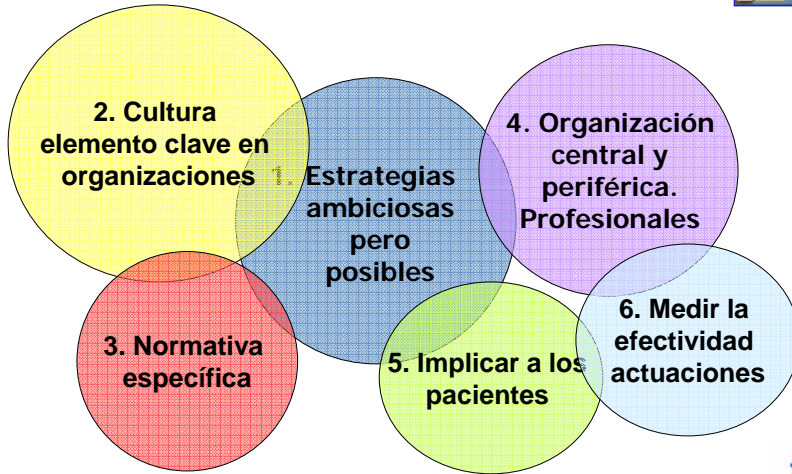 2. Cultura
elemento clave en
organizaciones
Estrategias
ambiciosas
pero
posibles
4. Organización
central y
periférica.
Profesionales
3. Normativa
específica
5. Implicar a los
pacientes
6. Medir la
efectividad
actuaciones